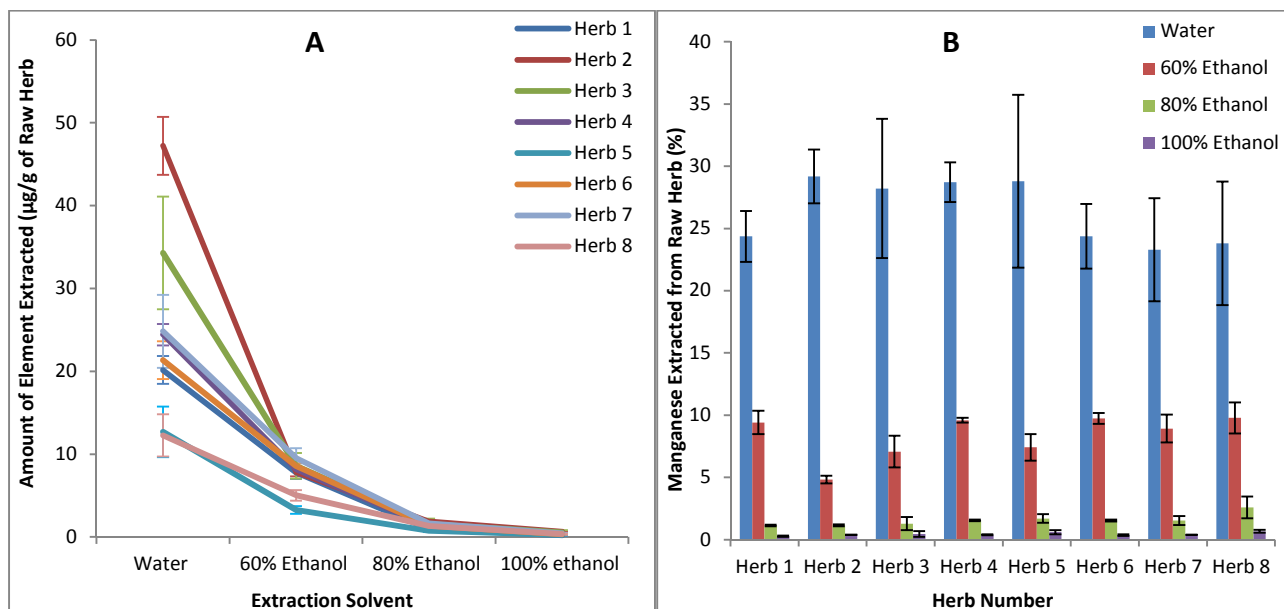 A
Amount of Element Extracted (µg/g of Raw Herb
60
50
40
30
20
10
0
Water
60% Ethanol
80% Ethanol
100% ethanol
Extraction Solvent
Herb 1
Herb 2
Herb 3
Herb 4
Herb 5
Herb 6
Herb 7
Herb 8
B
Manganese Extracted from Raw Herb (%)
40
35
30
25
20
15
10
5
0
Herb 1
Herb 2
Herb 3
Herb 4
Herb 5
Herb 6
Herb 7
Herb 8
Herb Number
Water
60% Ethanol
80% Ethanol
100% Ethanol